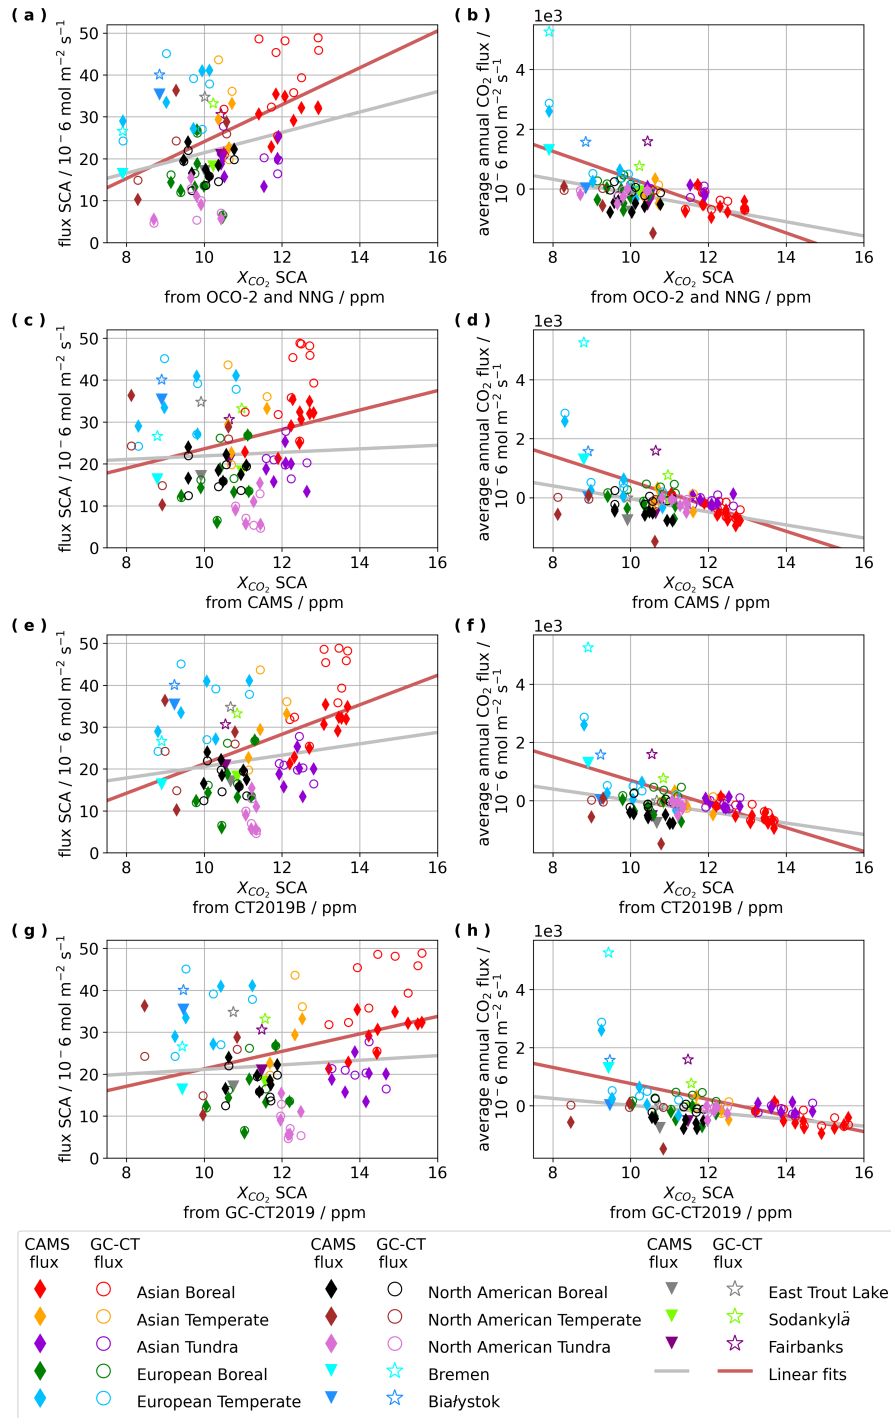 ( a )
flux SCA / 10⁻6 mol m⁻² s⁻¹
50
40
30
20
10
0
8 10 12 14 16
X_CO₂ SCA
from OCO-2 and NNG / ppm
( b )
1e3
average annual CO₂ flux /
10⁻6 mol m⁻² s⁻¹
4
2
0
8 10 12 14 16
X_CO₂ SCA
from OCO-2 and NNG / ppm
( c )
flux SCA / 10⁻6 mol m⁻² s⁻¹
50
40
30
20
10
0
8 10 12 14 16
X_CO₂ SCA
from CAMS / ppm
( d )
1e3
average annual CO₂ flux /
10⁻6 mol m⁻² s⁻¹
4
2
0
8 10 12 14 16
X_CO₂ SCA
from CAMS / ppm
( e )
flux SCA / 10⁻6 mol m⁻² s⁻¹
50
40
30
20
10
0
8 10 12 14 16
X_CO₂ SCA
from CT2019B / ppm
( f )
1e3
average annual CO₂ flux /
10⁻6 mol m⁻² s⁻¹
4
2
0
8 10 12 14 16
X_CO₂ SCA
from CT2019B / ppm
( g )
flux SCA / 10⁻6 mol m⁻² s⁻¹
50
40
30
20
10
0
8 10 12 14 16
X_CO₂ SCA
from GC-CT2019 / ppm
( h )
1e3
average annual CO₂ flux /
10⁻6 mol m⁻² s⁻¹
4
2
0
8 10 12 14 16
X_CO₂ SCA
from GC-CT2019 / ppm
CAMS GC-CT
flux flux
Asian Boreal
Asian Temperate
Asian Tundra
European Boreal
European Temperate
CAMS GC-CT
flux flux
North American Boreal
North American Temperate
North American Tundra
Bremen
Białystok
CAMS GC-CT
flux flux
East Trout Lake
Sodankylä
Fairbanks
Linear fits